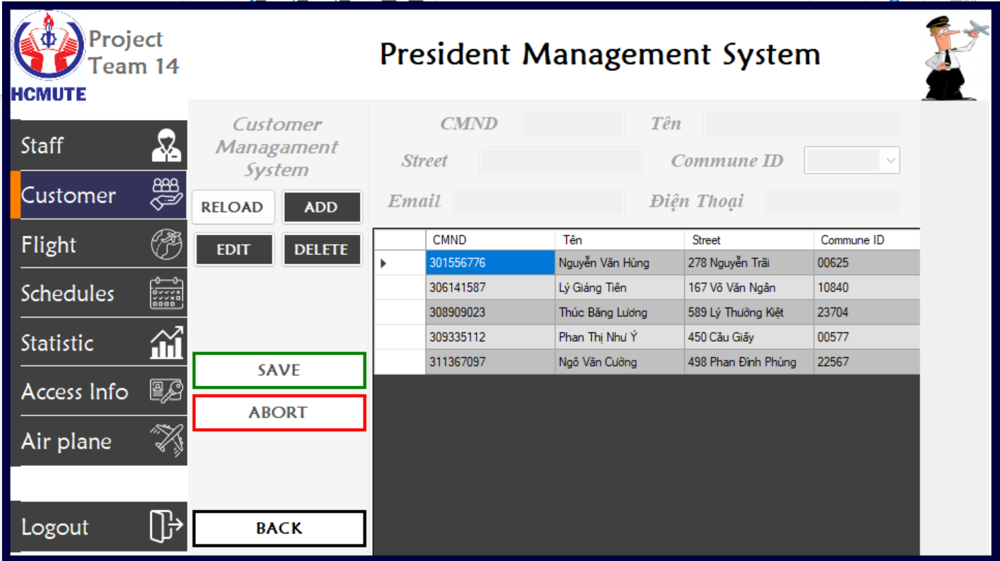 Project
Team 14
HCMUTE
President Management System
Staff
Customer
Flight
Schedules
Statistic
Access Info
Air plane
Logout
Customer
Managament
System
RELOAD ADD
EDIT DELETE
SAVE
ABORT
BACK
CMND Tên
Street Commune ID
Email Điện Thoại
CMND Tên Street Commune ID
301556776 Nguyễn Văn Hùng 278 Nguyễn Trãi 00625
306141587 Lý Giáng Tiên 167 Võ Văn Ngân 10840
308909023 Thúc Băng Lương 589 Lý Thường Kiệt 23704
309335112 Phan Thị Như Ý 450 Cầu Giấy 00577
311367097 Ngô Văn Cường 498 Phan Đình Phùng 22567